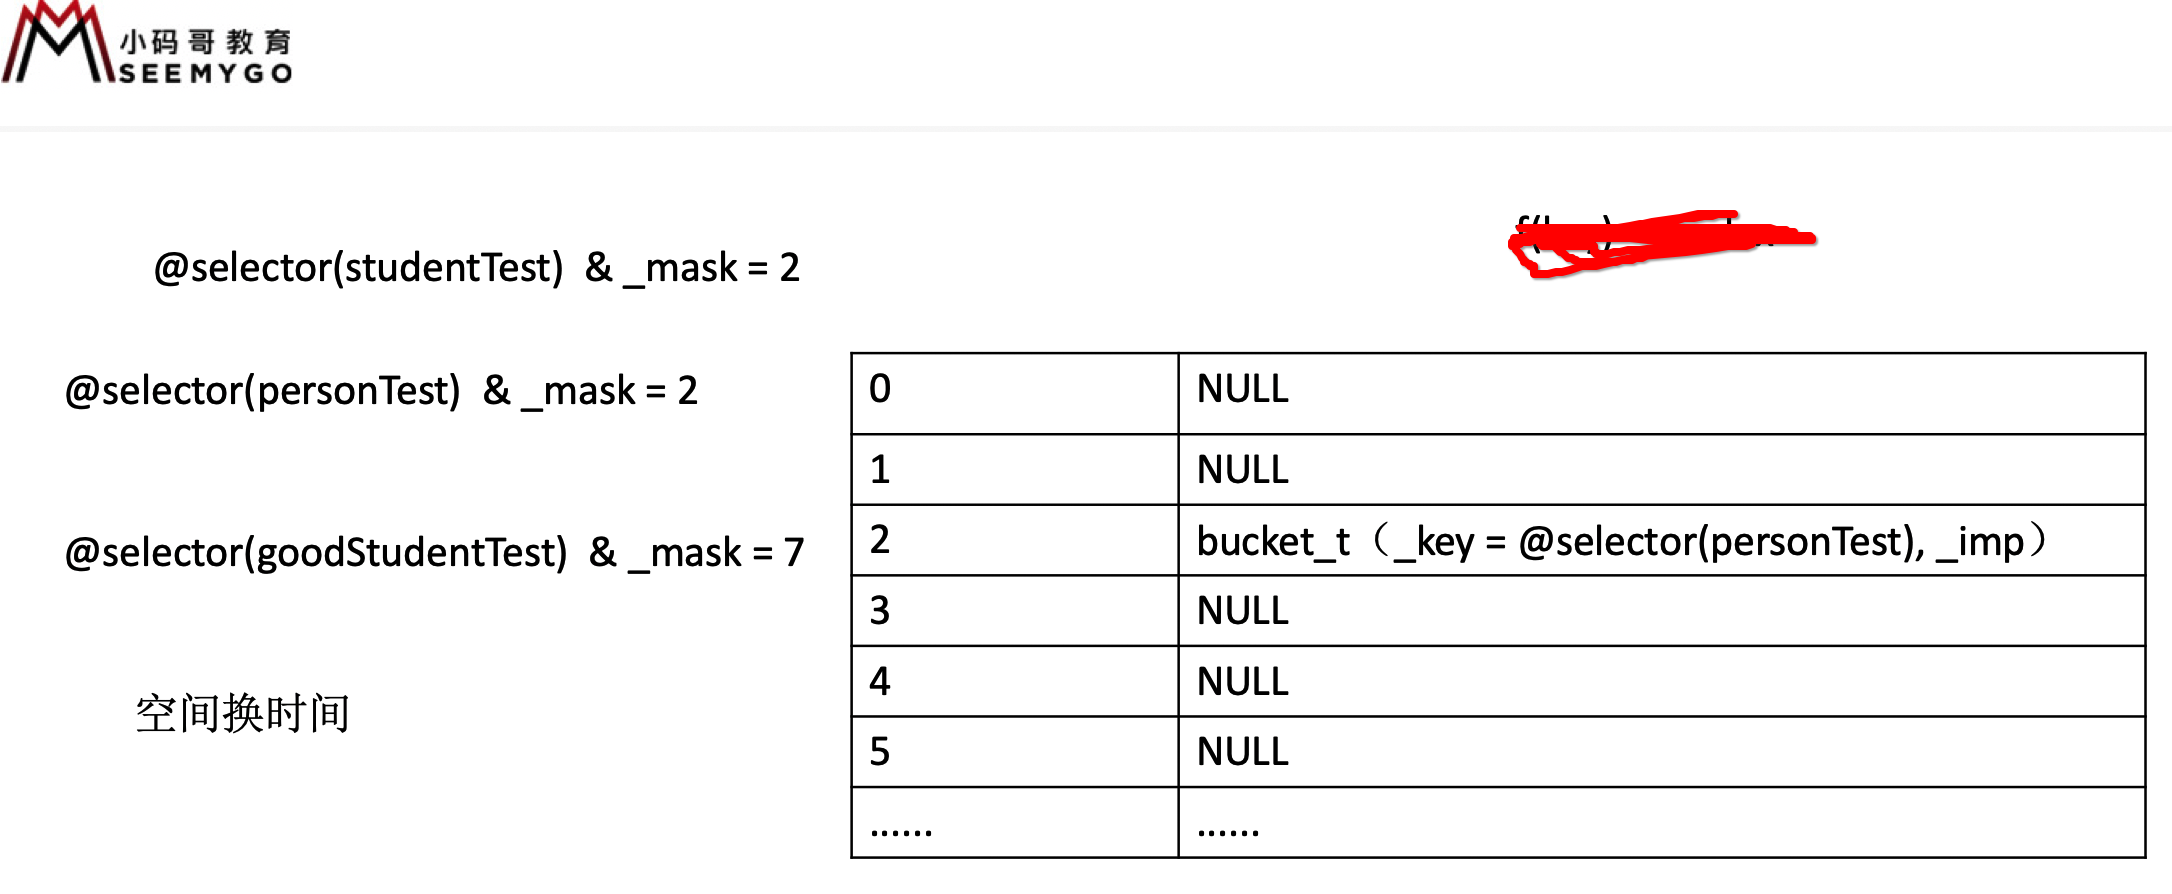 小码哥教育
SEEMYGO
@selector(studentTest) & _mask = 2
@selector(personTest) & _mask = 2
@selector(goodStudentTest) & _mask = 7
空间换时间
0 NULL
1 NULL
2 bucket_t（_key = @selector(personTest), _imp）
3 NULL
4 NULL
5 NULL
...... ......